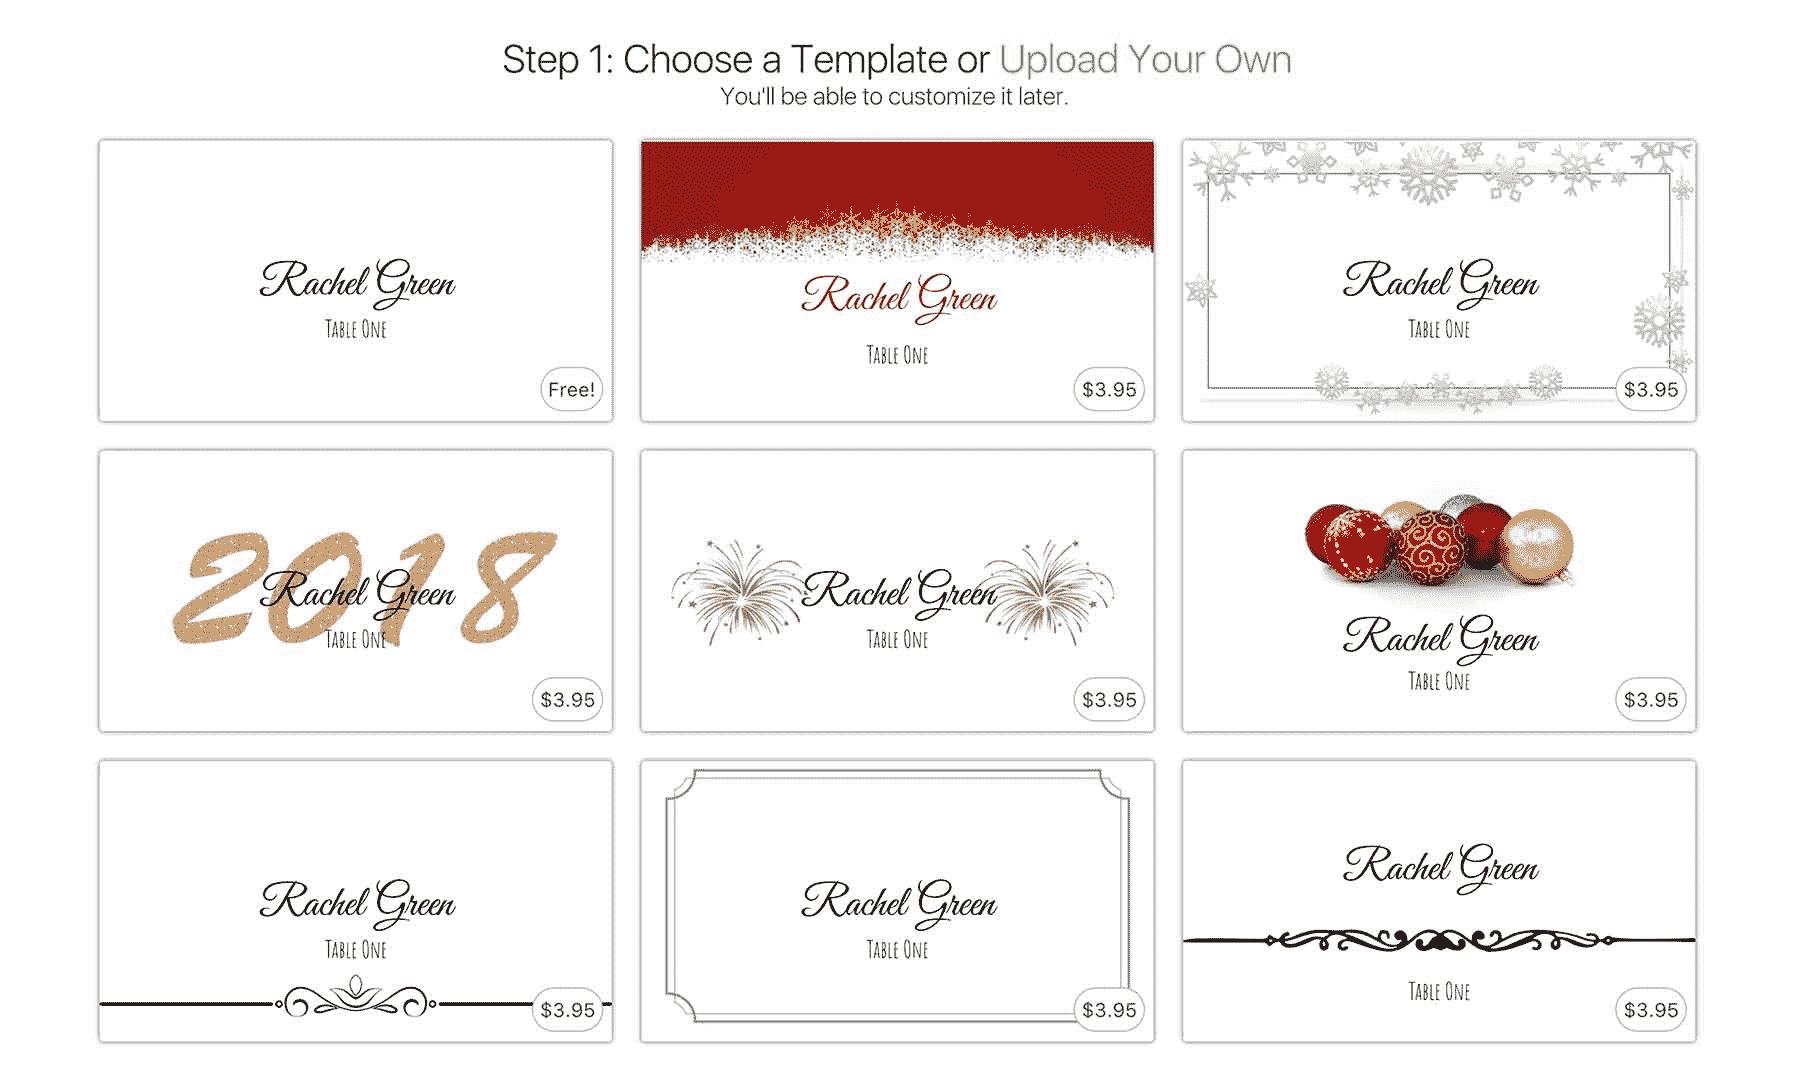 Step 1: Choose a Template or Upload Your Own
You'll be able to customize it later.
Rachel Green
Table One
Free!
Rachel Green
Table One
$3.95
Rachel Green
Table One
$3.95
2018
Rachel Green
Table One
$3.95
Rachel Green
Table One
$3.95
Rachel Green
Table One
$3.95
Rachel Green
Table One
$3.95
Rachel Green
Table One
$3.95
Rachel Green
Table One
$3.95